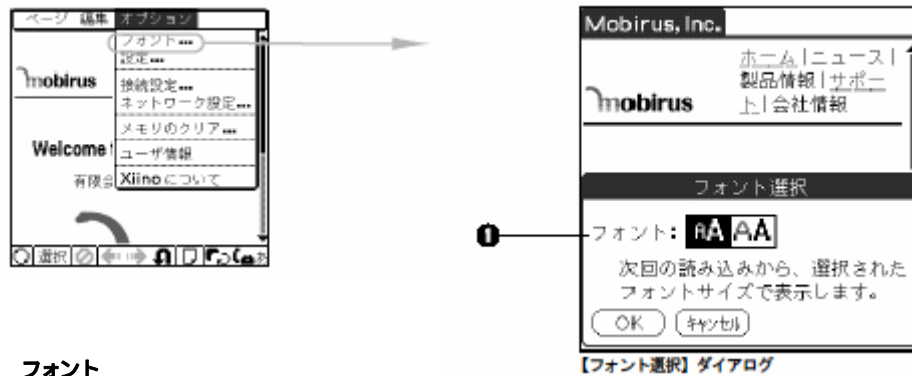 ページ 編集 オプション
フォント...
設定...
接続設定...
ネットワーク設定...
メモリのクリア...
ユーザ情報
Xiino について
mobirus
Welcome
有限会
選択
フォント
Mobirus, Inc.
ホーム|ニュース|
製品情報|サポー
ト|会社情報
mobirus
フォント選択
1
フォント: AA AA
次回の読み込みから、選択された
フォントサイズで表示します。
OK キャンセル
【フォント選択】ダイアログ